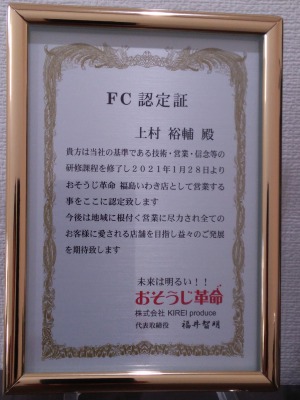 FC認定証
上村 裕輔 殿
貴方は当社の基準である技術・営業・信念等の
研修課程を修了し2021年1月28日より
おそうじ革命 福島いわき店として営業する
事をここに認定致します
今後は地域に根付く営業に尽力され全ての
お客様に愛される店舗を目指し益々のご発展
を期待致します
未来は明るい！！
おそうじ革命
株式会社 KIREI produce
代表取締役 福井智明